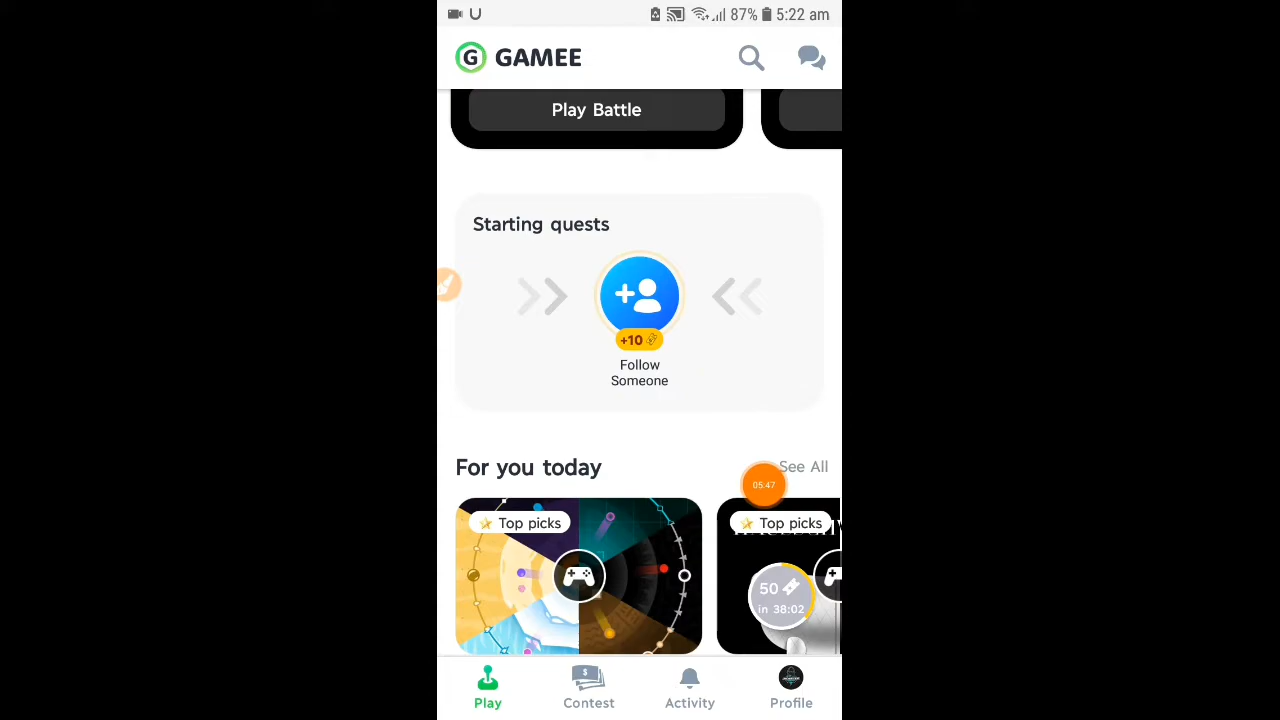 87% 5:22 am
G GAMEE
Play Battle
Starting quests
+10
Follow
Someone
For you today
See All
05:47
Top picks
Top picks
50
in 38:02
Play
Contest
Activity
Profile